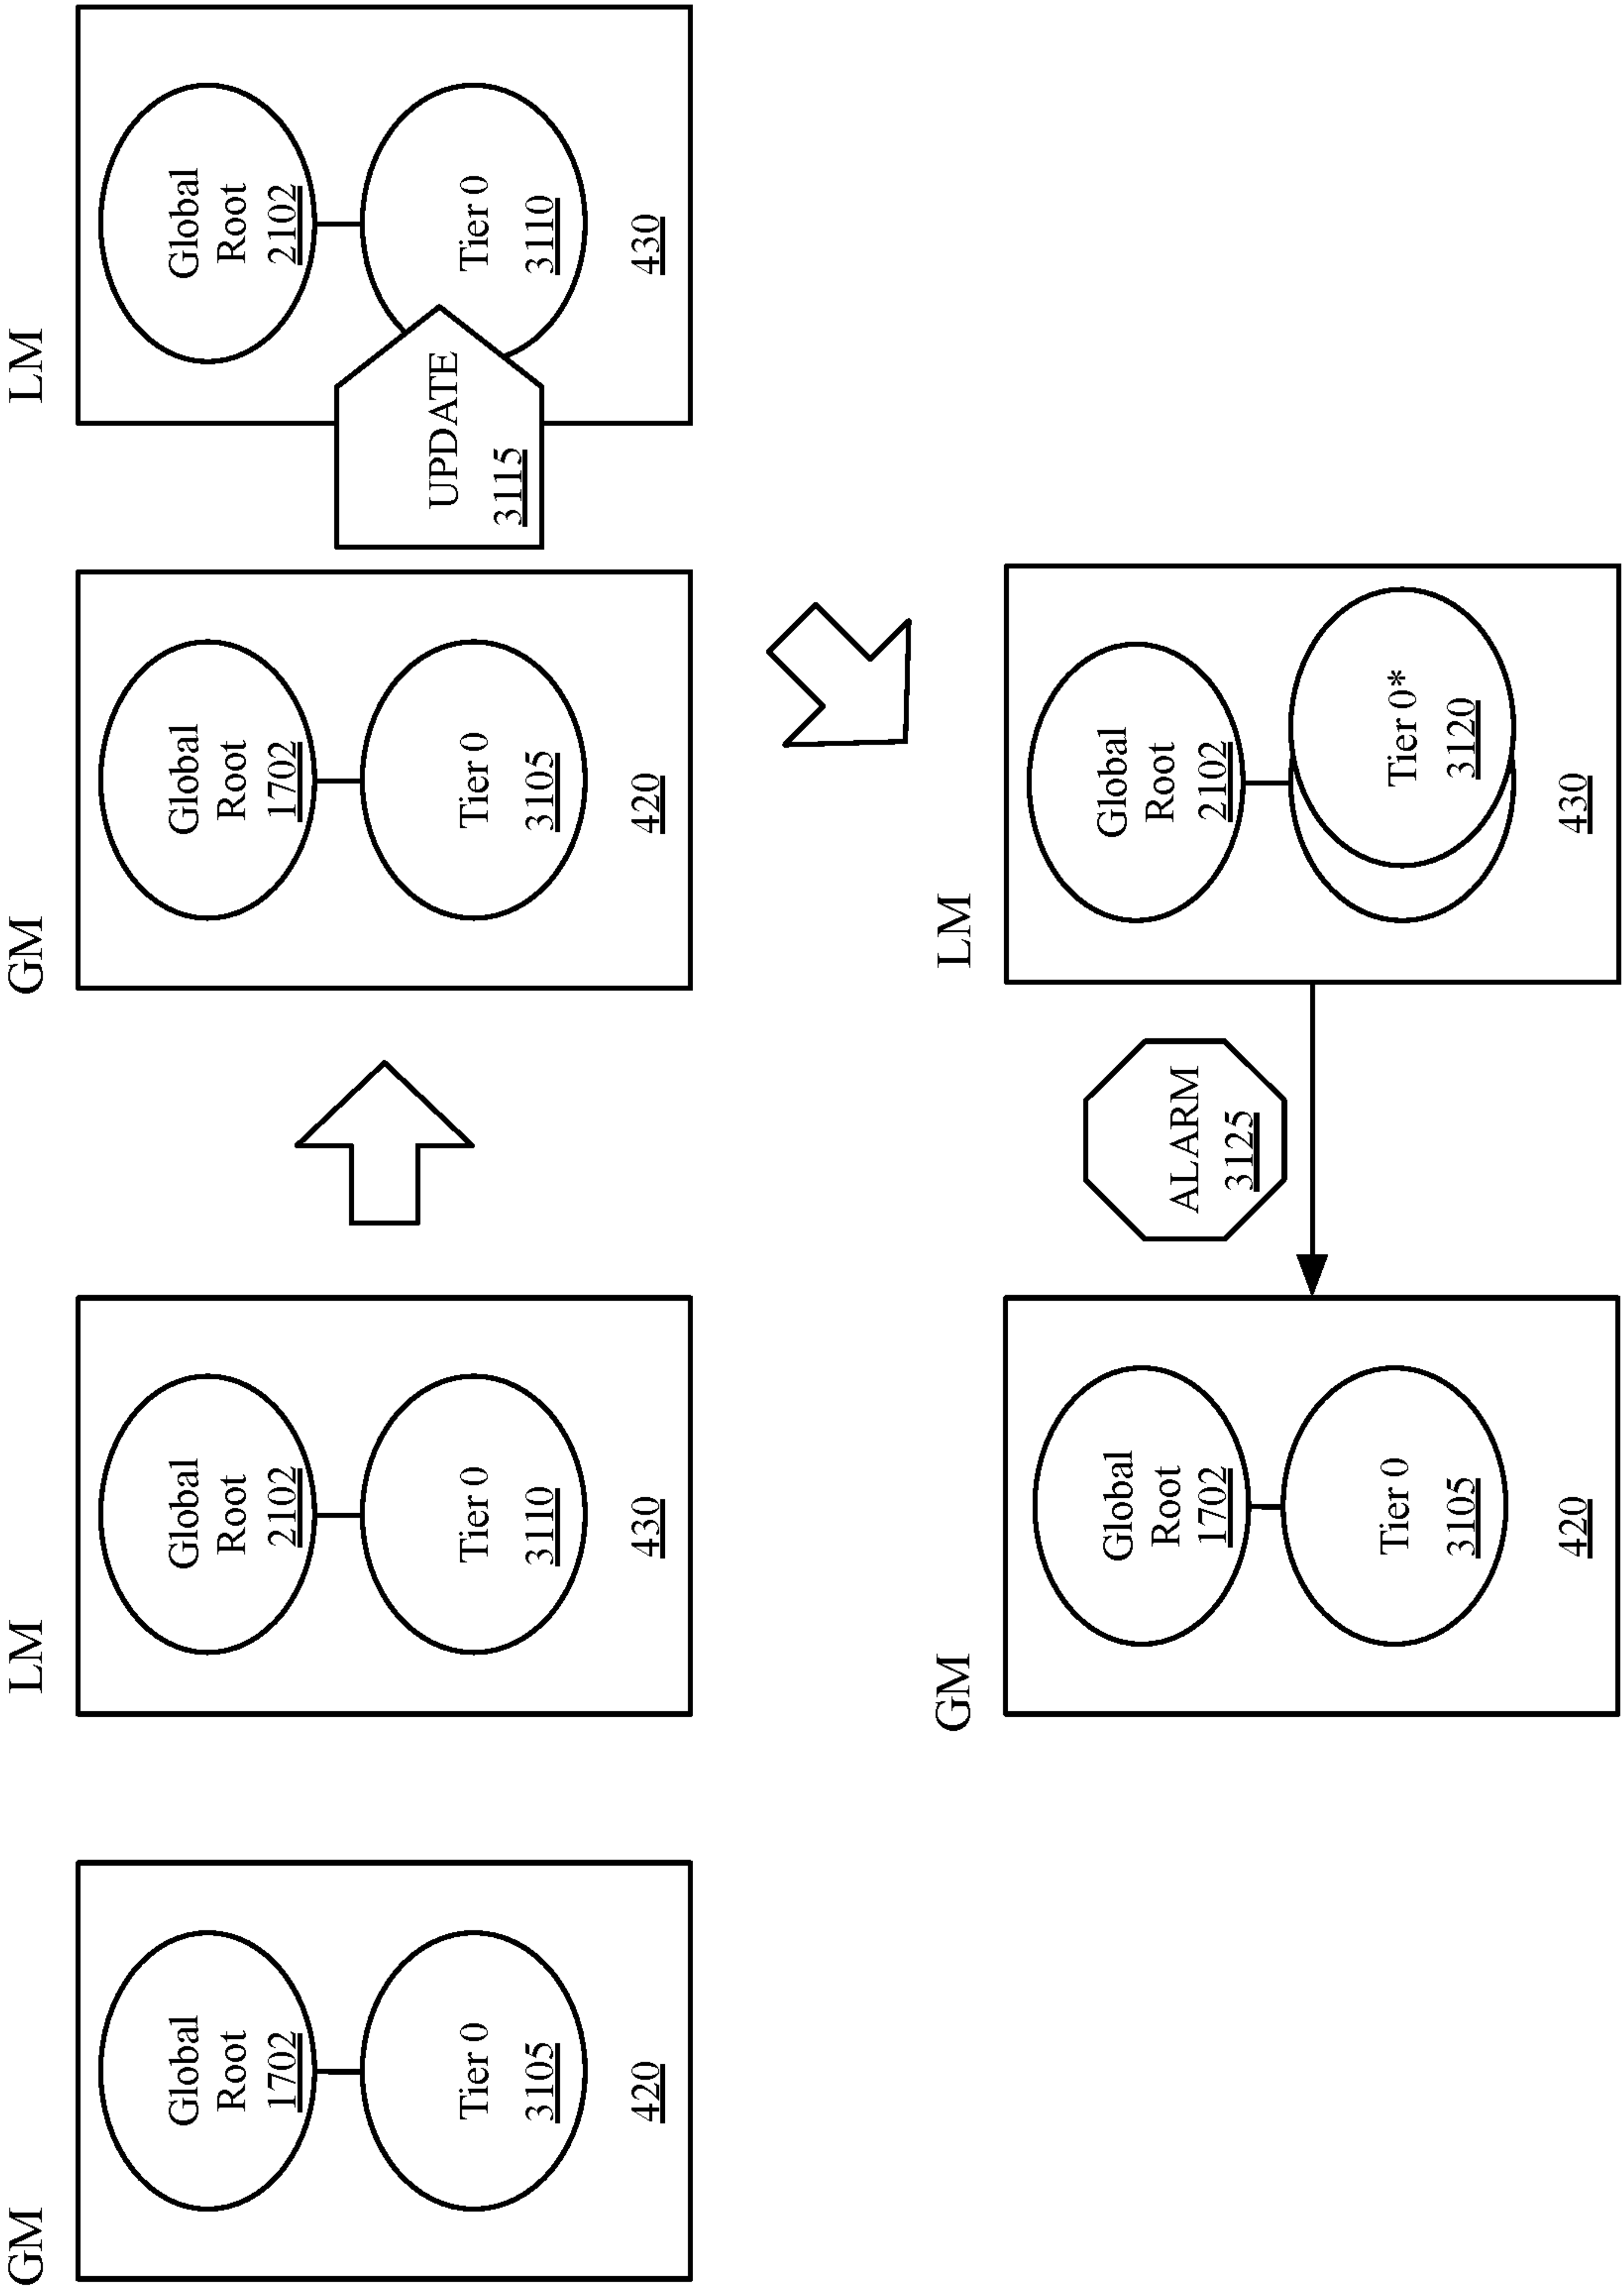 GM
Global
Root
1702
Tier 0
3105
420
LM
Global
Root
2102
Tier 0
3110
430
GM
Global
Root
1702
Tier 0
3105
420
UPDATE
3115
LM
Global
Root
2102
Tier 0
3110
430
GM
Global
Root
1702
Tier 0
3105
420
ALARM
3125
LM
Global
Root
2102
Tier 0*
3120
430